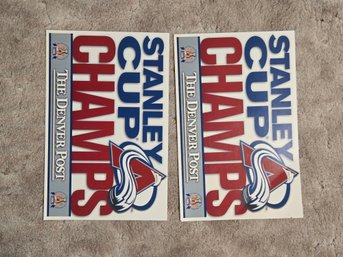 STANLEY
CUP
CHAMPS
THE DENVER POST
STANLEY
CUP
CHAMPS
THE DENVER POST